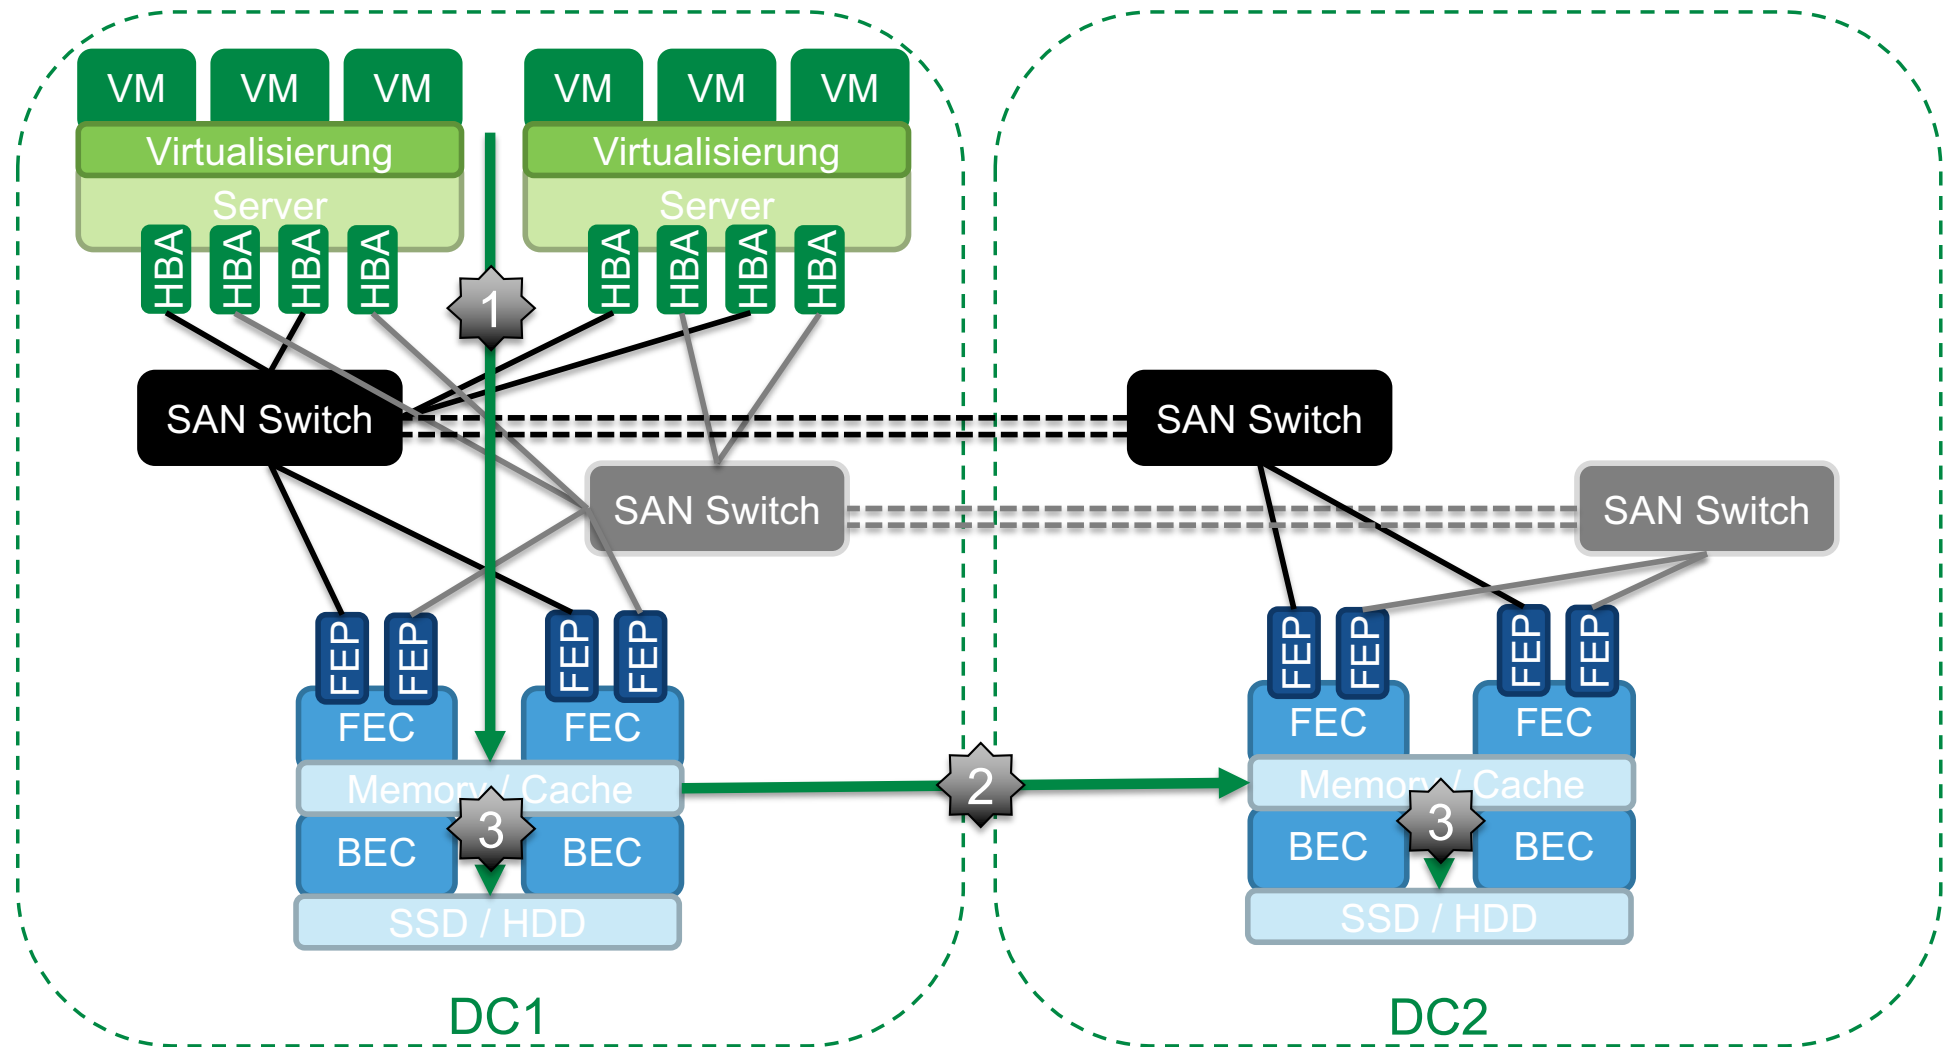 VM VM VM VM VM VM
Virtualisierung Virtualisierung
Server Server
HBA HBA HBA HBA HBA HBA HBA HBA
1
SAN Switch SAN Switch
SAN Switch SAN Switch
FEP FEP FEP FEP FEP FEP FEP FEP
FEC FEC FEC FEC
Memory / Cache 2 Memory / Cache
BEC 3 BEC BEC 3 BEC
SSD / HDD SSD / HDD
DC1 DC2